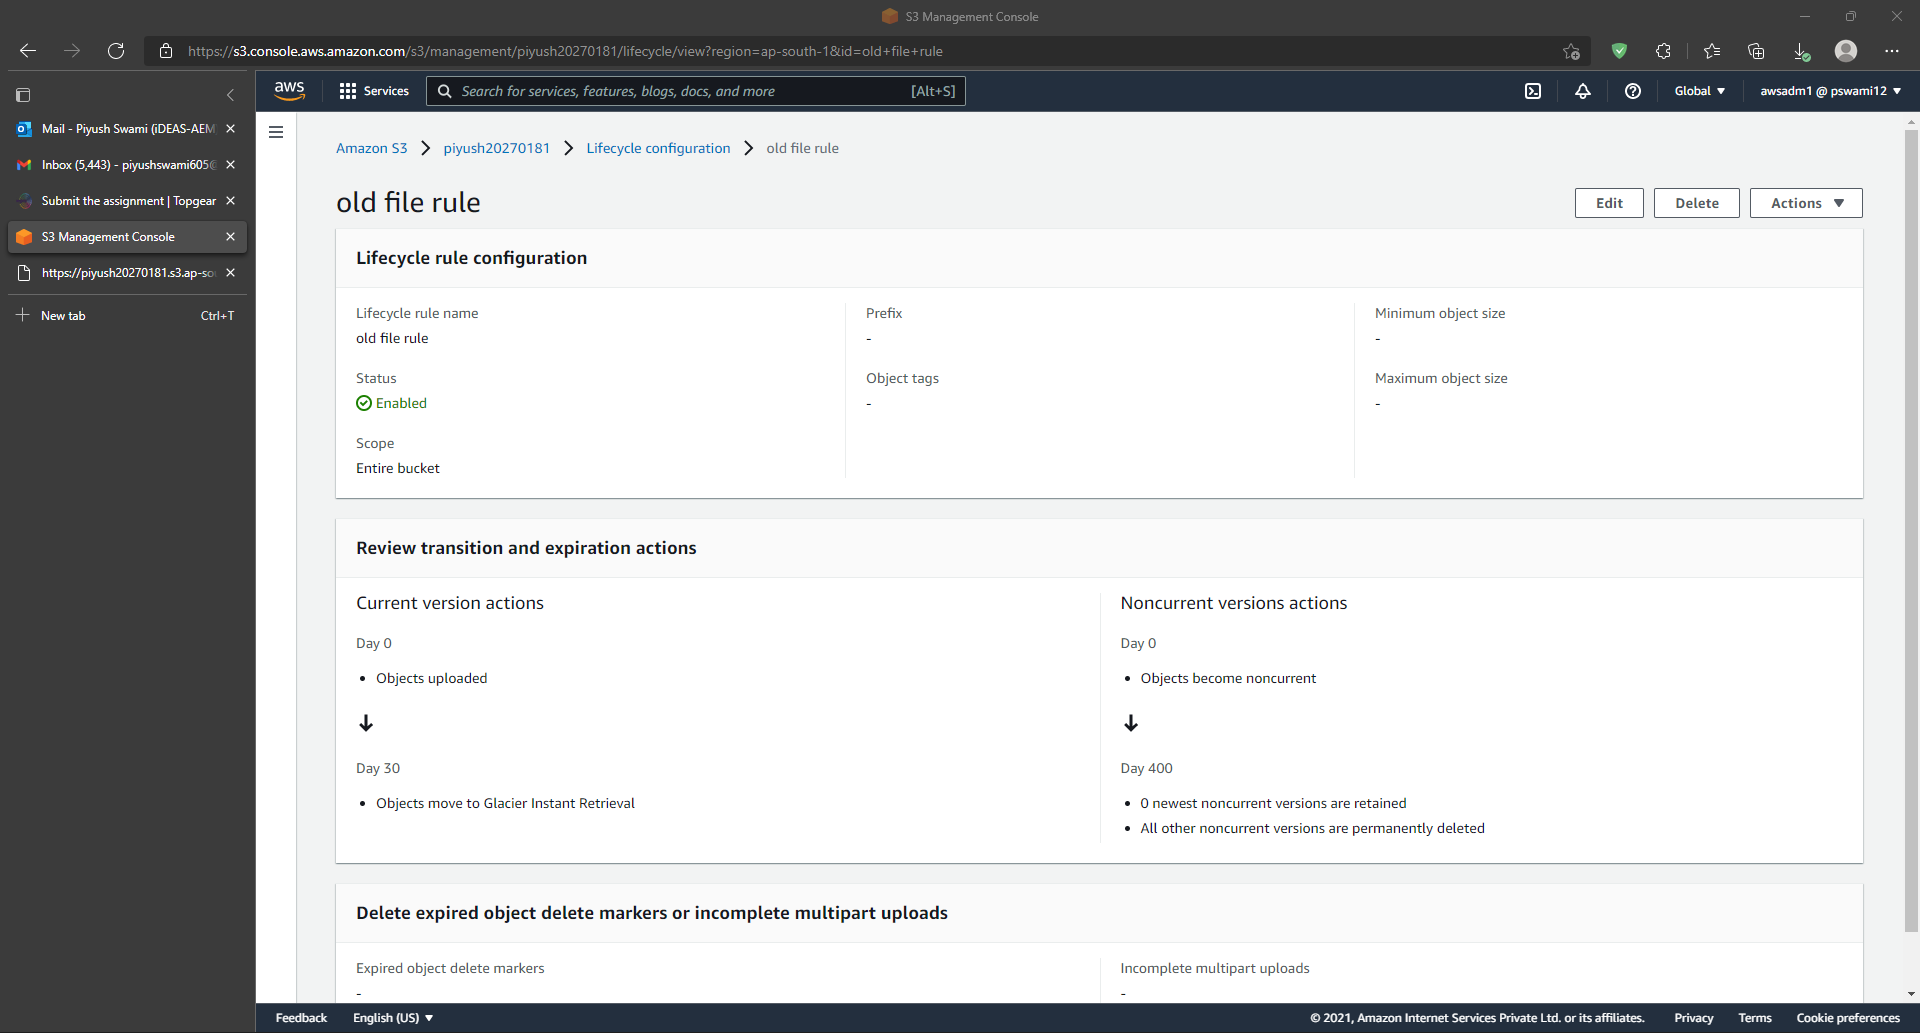 S3 Management Console
https://s3.console.aws.amazon.com/s3/management/piyush20270181/lifecycle/view?region=ap-south-1&id=old+file+rule
aws
Services
Search for services, features, blogs, docs, and more
[Alt+S]
Global
awsadm1 @ pswami12
Mail - Piyush Swami (iDEAS-AEM
Inbox (5,443) - piyushswami605@
Submit the assignment | Topgear
S3 Management Console
https://piyush20270181.s3.ap-so
New tab
Ctrl+T
Amazon S3
piyush20270181
Lifecycle configuration
old file rule
old file rule
Edit
Delete
Actions
Lifecycle rule configuration
Lifecycle rule name
old file rule
Status
Enabled
Scope
Entire bucket
Prefix
-
Object tags
-
Minimum object size
-
Maximum object size
-
Review transition and expiration actions
Current version actions
Day 0
• Objects uploaded
Day 30
• Objects move to Glacier Instant Retrieval
Noncurrent versions actions
Day 0
• Objects become noncurrent
Day 400
• 0 newest noncurrent versions are retained
• All other noncurrent versions are permanently deleted
Delete expired object delete markers or incomplete multipart uploads
Expired object delete markers
-
Incomplete multipart uploads
-
Feedback
English (US)
© 2021, Amazon Internet Services Private Ltd. or its affiliates.
Privacy
Terms
Cookie preferences